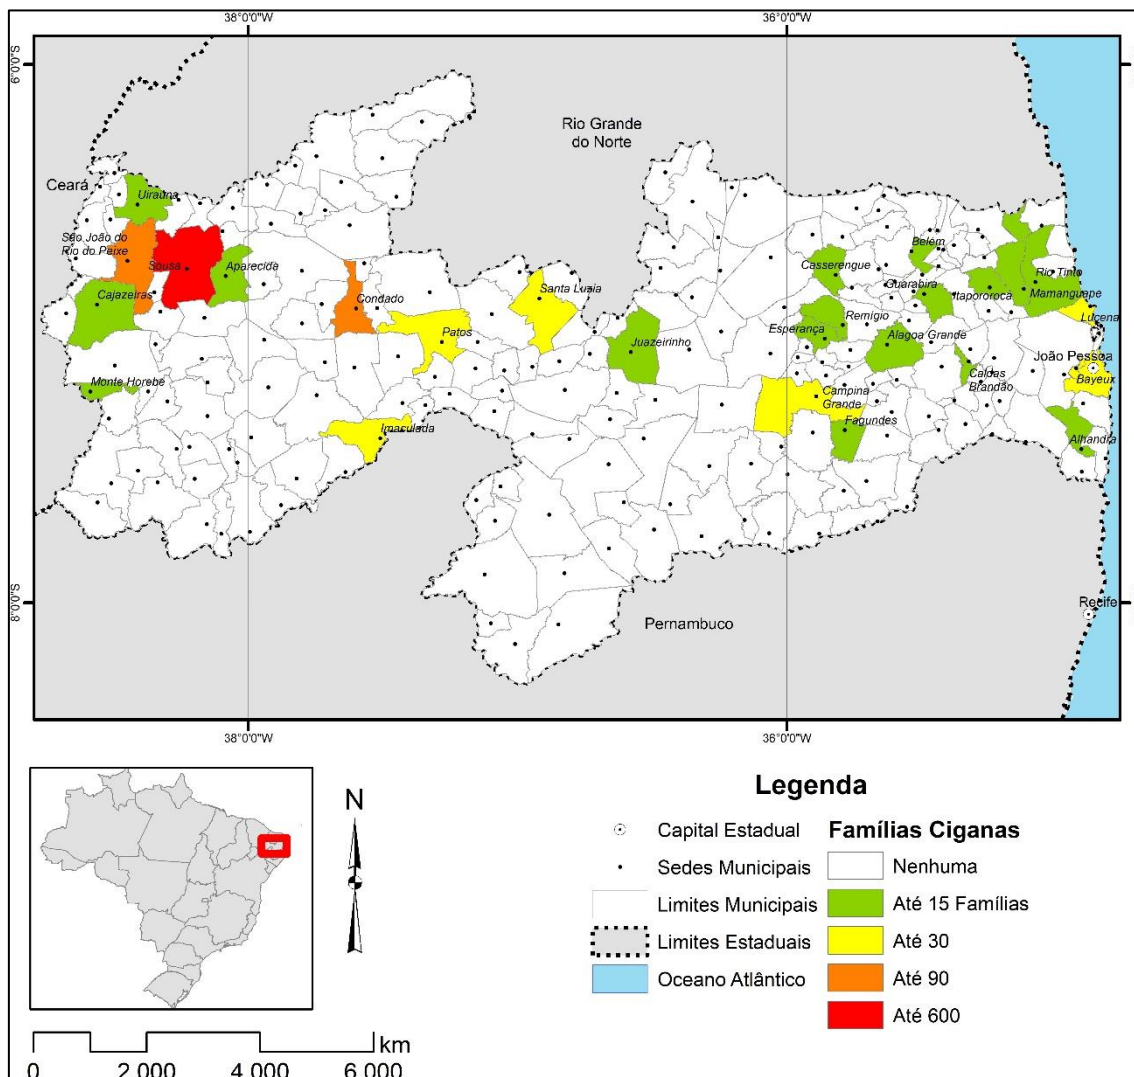 38°0'0"W
36°0'0"W
6°0'0"S
Rio Grande
do Norte
Ceará
Uiraúna
São João do
Rio do Peixe
Sousa
Aparecida
Cajazeiras
Condado
Santa Luzia
Patos
Juazeirinho
Monte Horebe
Imaculada
Belém
Casserengue
Guarabira
Itapororoca
Rio Tinto
Mamanguape
Lucena
Esperança
Remígio
Alagoa Grande
João Pessoa
Bayeux
Caldas
Brandão
Campina
Grande
Fagundes
Alhandra
8°0'0"S
Recife
Pernambuco
38°0'0"W
36°0'0"W
N
km
0
2 000
4 000
6 000
Legenda
Capital Estadual
Sedes Municipais
Limites Municipais
Limites Estaduais
Oceano Atlântico
Famílias Ciganas
Nenhuma
Até 15 Famílias
Até 30
Até 90
Até 600